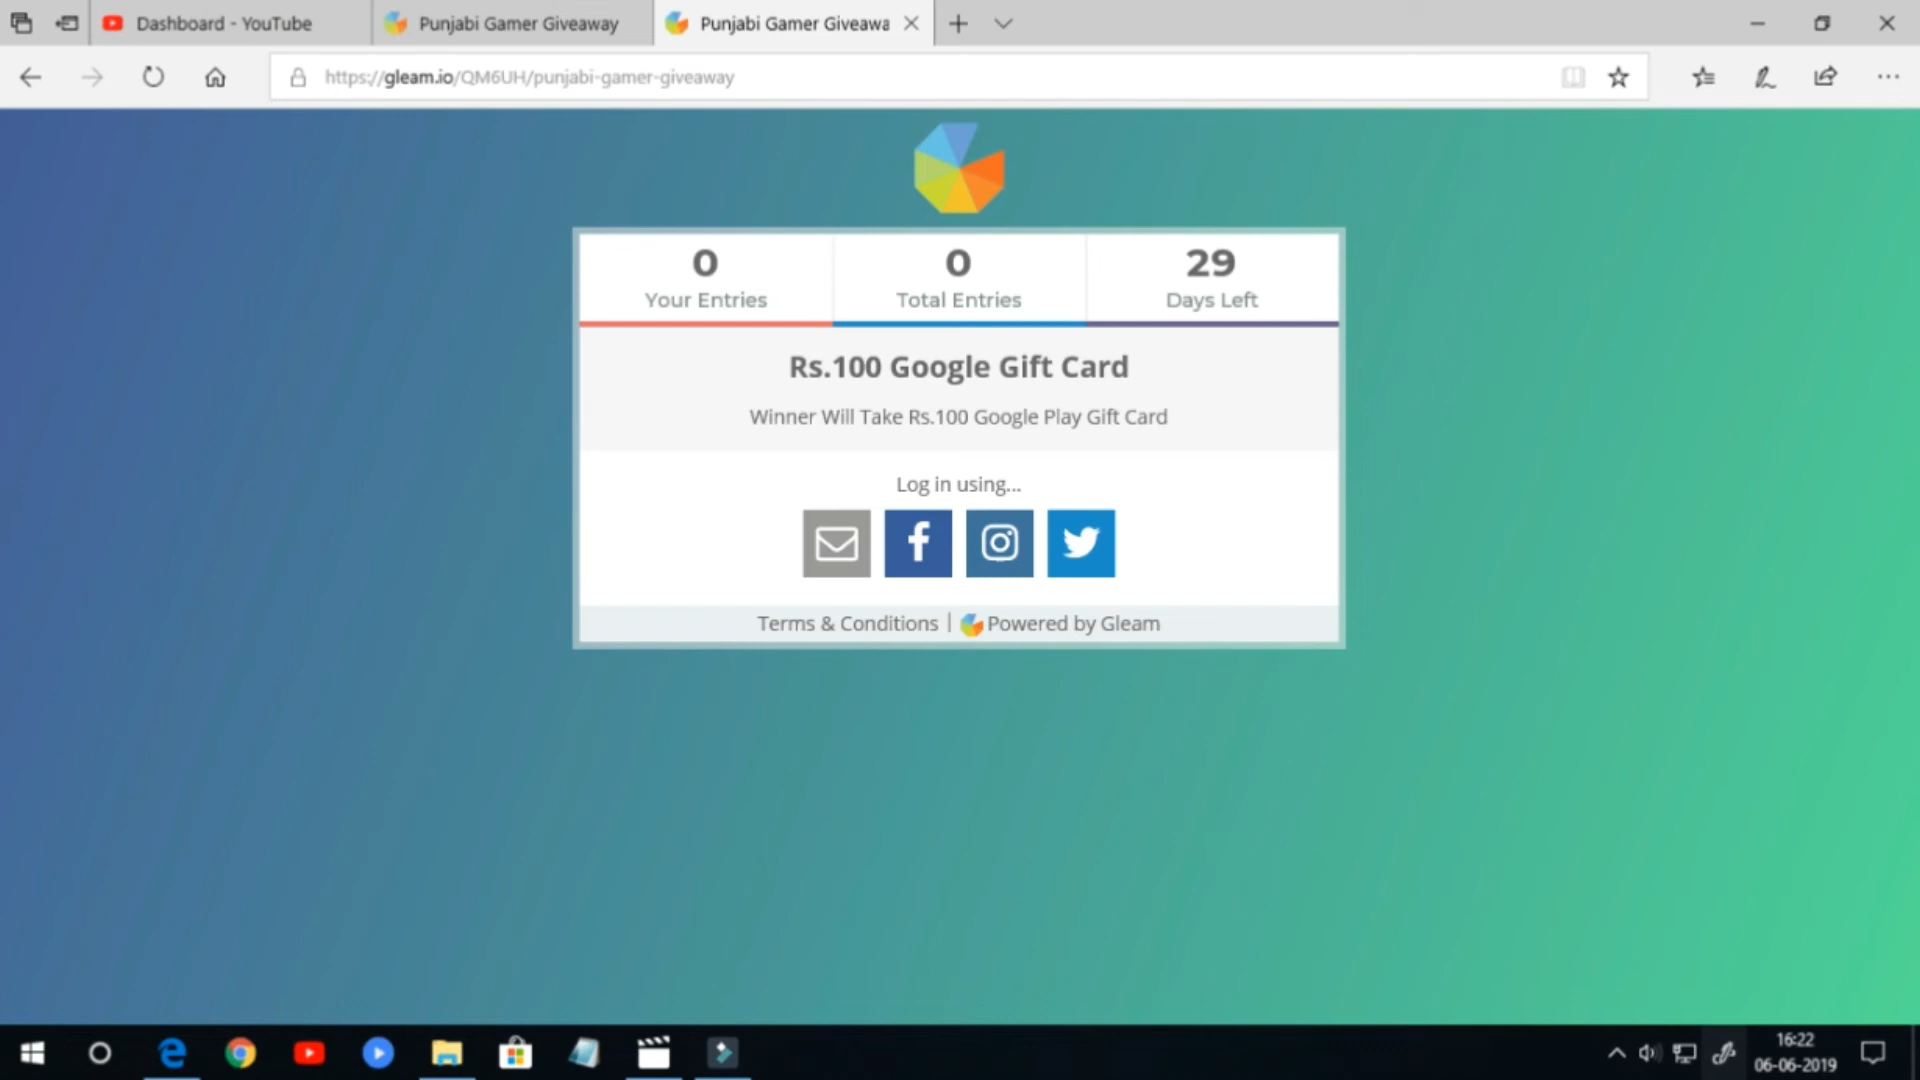 Dashboard - YouTube
Punjabi Gamer Giveaway
Punjabi Gamer Giveawa
https://gleam.io/QM6UH/punjabi-gamer-giveaway
0
Your Entries
0
Total Entries
29
Days Left
Rs.100 Google Gift Card
Winner Will Take Rs.100 Google Play Gift Card
Log in using...
Terms & Conditions | Powered by Gleam
16:22
06-06-2019